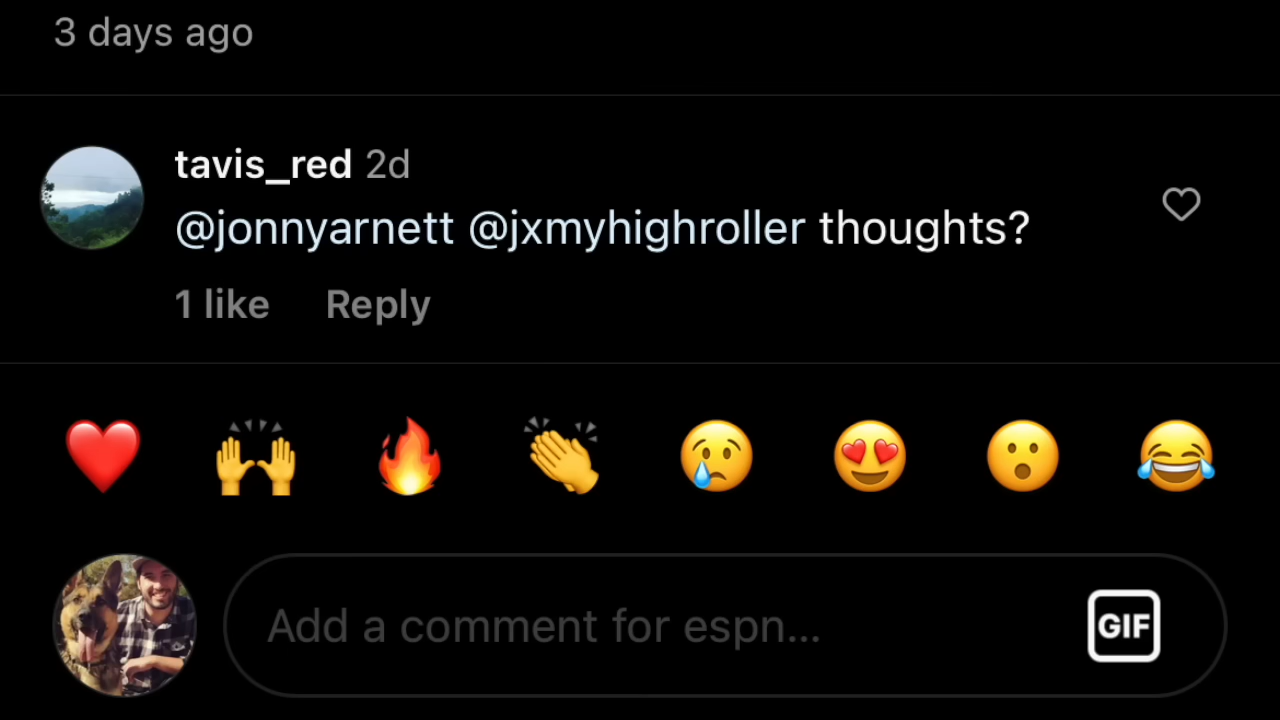 3 days ago
tavis_red 2d
@jonnyarnett @jxmyhighroller thoughts?
1 like Reply
Add a comment for espn...
GIF